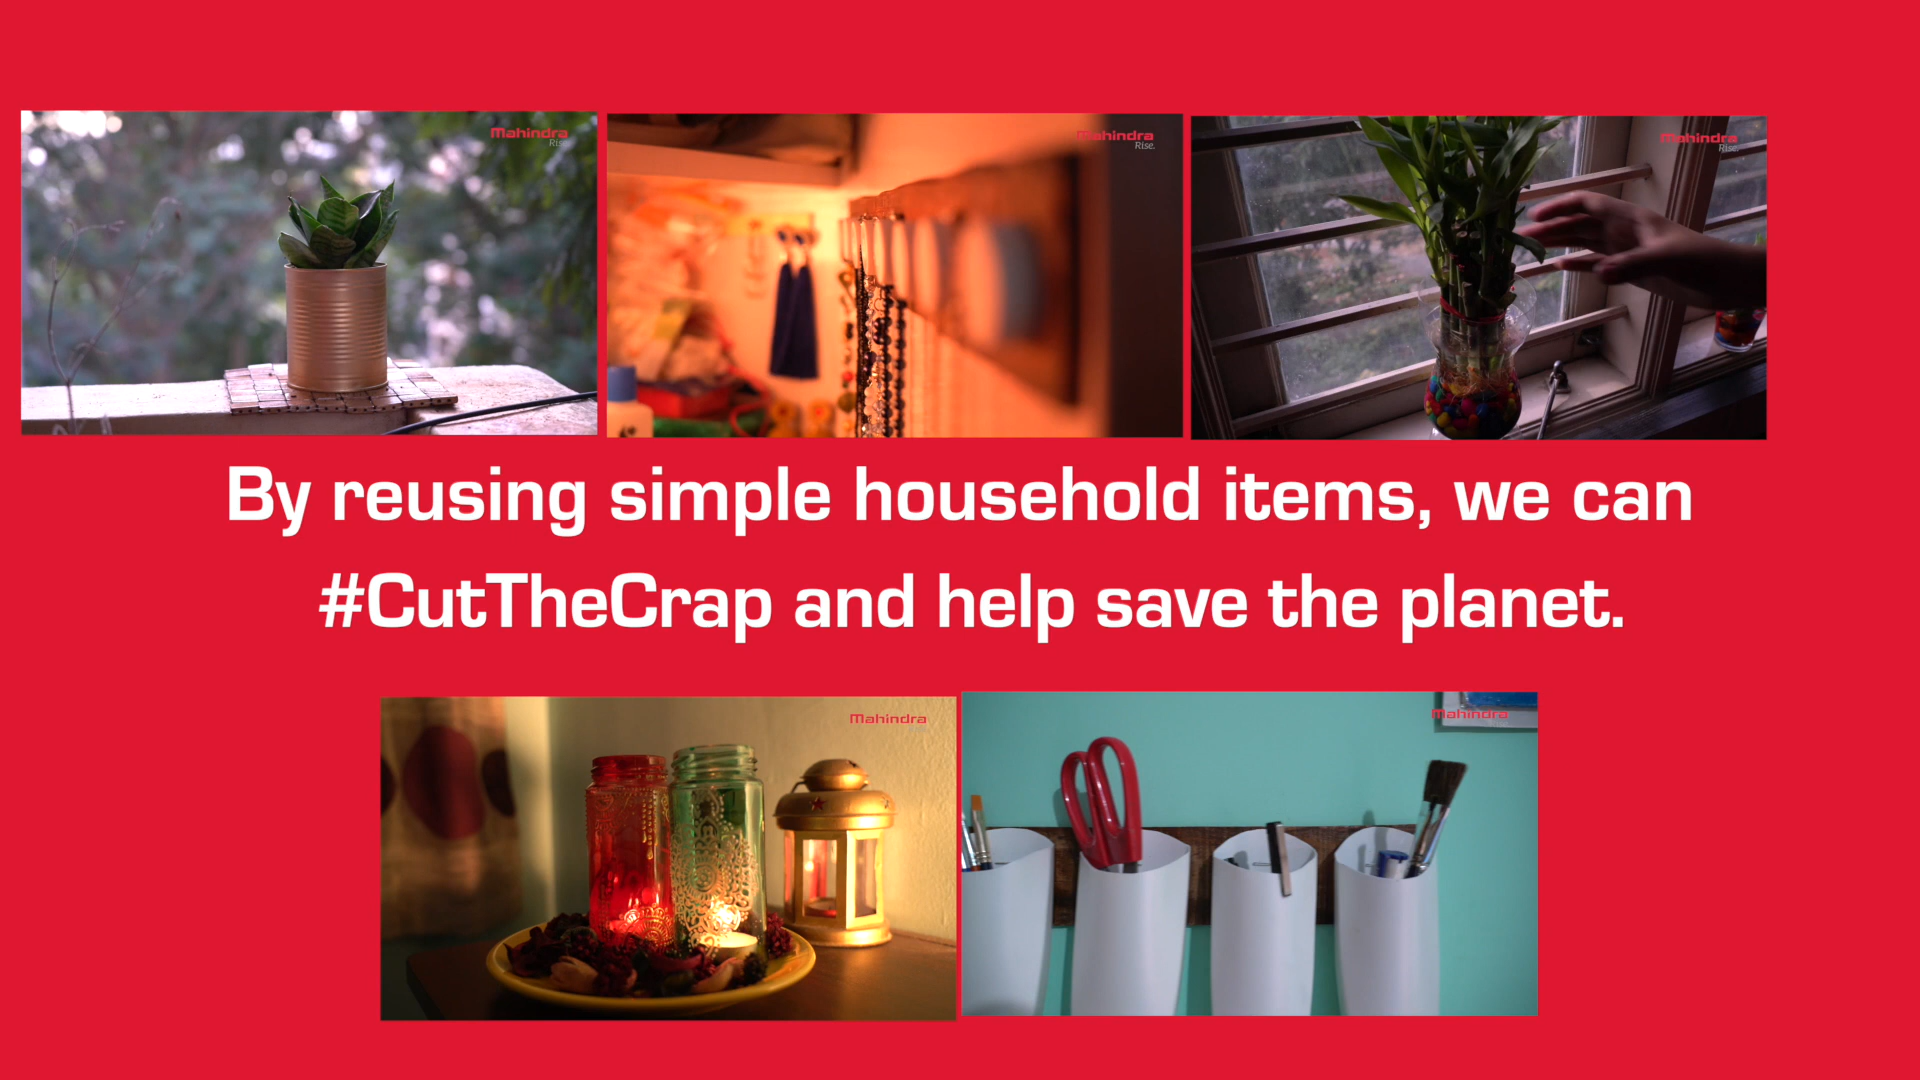 Mahindra
Rise.
Mahindra
Rise.
Mahindra
Rise.
By reusing simple household items, we can
#CutTheCrap and help save the planet.
Mahindra
Mahindra